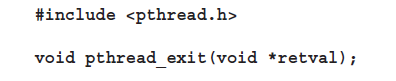 #include <pthread.h>
void pthread_exit(void *retval);